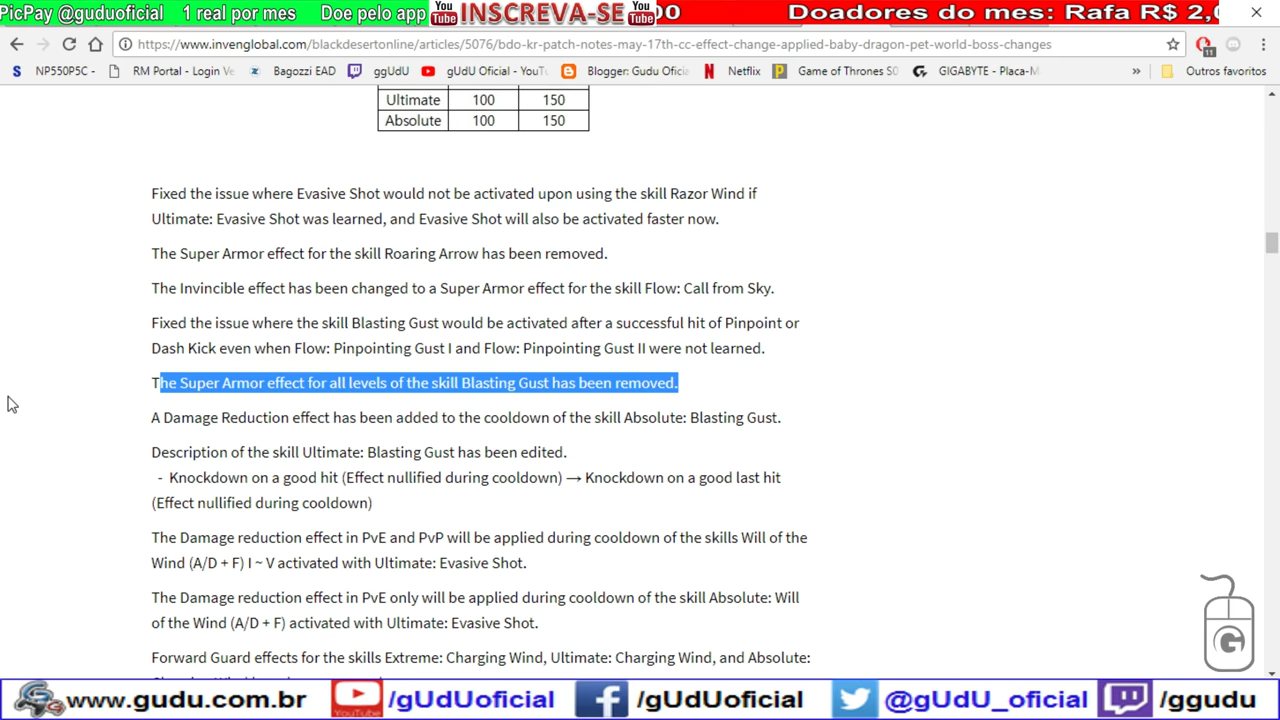 PicPay @guduoficial 1 real por mes Doe pelo app You Tube INSCREVA-SE You Tube 00 Doadores do mes: Rafa R$ 2,
https://www.invenglobal.com/blackdesertonline/articles/5076/bdo-kr-patch-notes-may-17th-cc-effect-change-applied-baby-dragon-pet-world-boss-changes
11
NP550P5C - RM Portal - Login Ve Bagozzi EAD ggUdU gUdU Oficial - YouT Blogger: Gudu Oficia Netflix Game of Thrones S0 GIGABYTE - Placa-M » Outros favoritos
Ultimate 100 150
Absolute 100 150
Fixed the issue where Evasive Shot would not be activated upon using the skill Razor Wind if
Ultimate: Evasive Shot was learned, and Evasive Shot will also be activated faster now.
The Super Armor effect for the skill Roaring Arrow has been removed.
The Invincible effect has been changed to a Super Armor effect for the skill Flow: Call from Sky.
Fixed the issue where the skill Blasting Gust would be activated after a successful hit of Pinpoint or
Dash Kick even when Flow: Pinpointing Gust I and Flow: Pinpointing Gust II were not learned.
The Super Armor effect for all levels of the skill Blasting Gust has been removed.
A Damage Reduction effect has been added to the cooldown of the skill Absolute: Blasting Gust.
Description of the skill Ultimate: Blasting Gust has been edited.
- Knockdown on a good hit (Effect nullified during cooldown) → Knockdown on a good last hit
(Effect nullified during cooldown)
The Damage reduction effect in PvE and PvP will be applied during cooldown of the skills Will of the
Wind (A/D + F) I ~ V activated with Ultimate: Evasive Shot.
The Damage reduction effect in PvE only will be applied during cooldown of the skill Absolute: Will
of the Wind (A/D + F) activated with Ultimate: Evasive Shot.
Forward Guard effects for the skills Extreme: Charging Wind, Ultimate: Charging Wind, and Absolute:
www.gudu.com.br YouTube /gUdUoficial /gUdUoficial @gUdU_oficial /ggudu